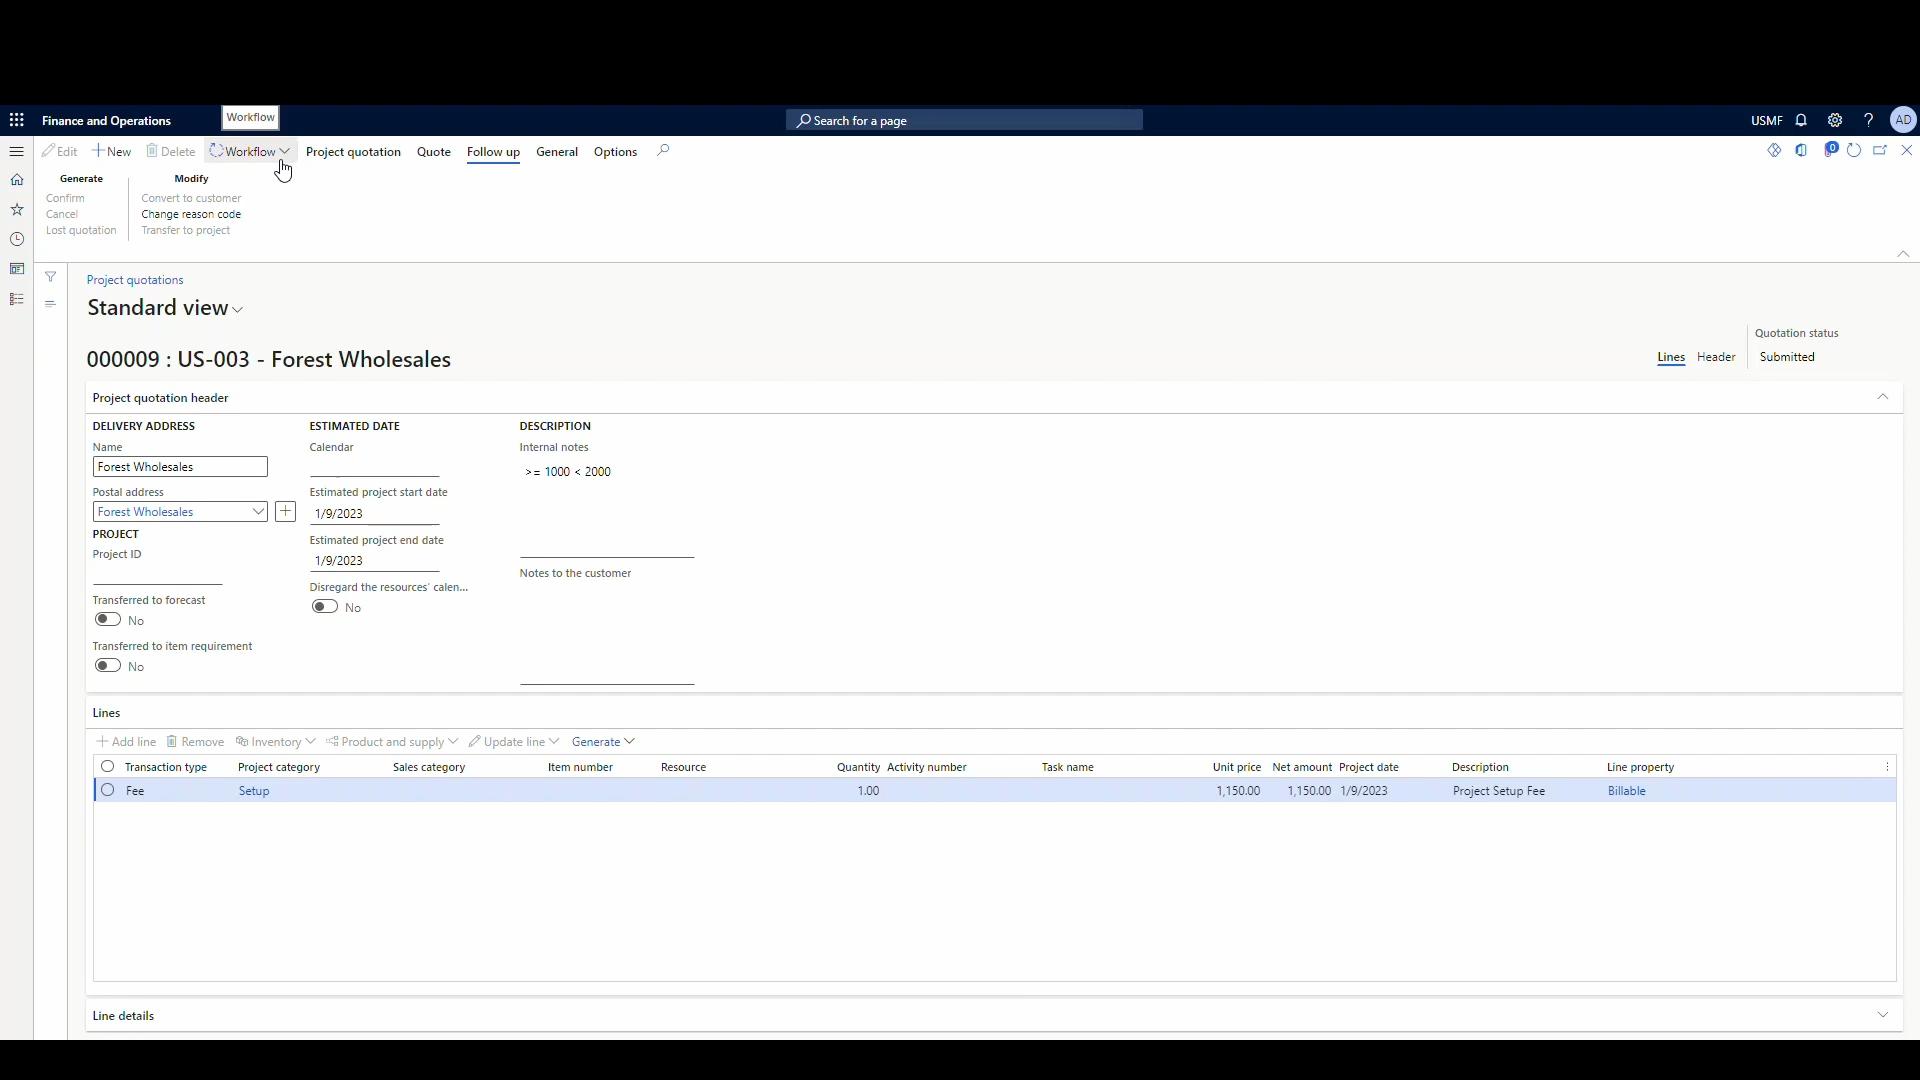 Finance and Operations
Workflow
Search for a page
USMF
?
AD
Edit
New
Delete
Workflow
Project quotation
Quote
Follow up
General
Options
0
Generate
Modify
Confirm
Convert to customer
Cancel
Change reason code
Lost quotation
Transfer to project
Project quotations
Standard view
Quotation status
000009 : US-003 - Forest Wholesales
Lines
Header
Submitted
Project quotation header
DELIVERY ADDRESS
Name
Forest Wholesales
Postal address
Forest Wholesales
PROJECT
Project ID
Transferred to forecast
No
Transferred to item requirement
No
ESTIMATED DATE
Calendar
Estimated project start date
1/9/2023
Estimated project end date
1/9/2023
Disregard the resources' calen...
No
DESCRIPTION
Internal notes
>= 1000 < 2000
Notes to the customer
Lines
Add line
Remove
Inventory
Product and supply
Update line
Generate
Transaction type
Project category
Sales category
Item number
Resource
Quantity
Activity number
Task name
Unit price
Net amount
Project date
Description
Line property
Fee
Setup
1.00
1,150.00
1,150.00
1/9/2023
Project Setup Fee
Billable
Line details